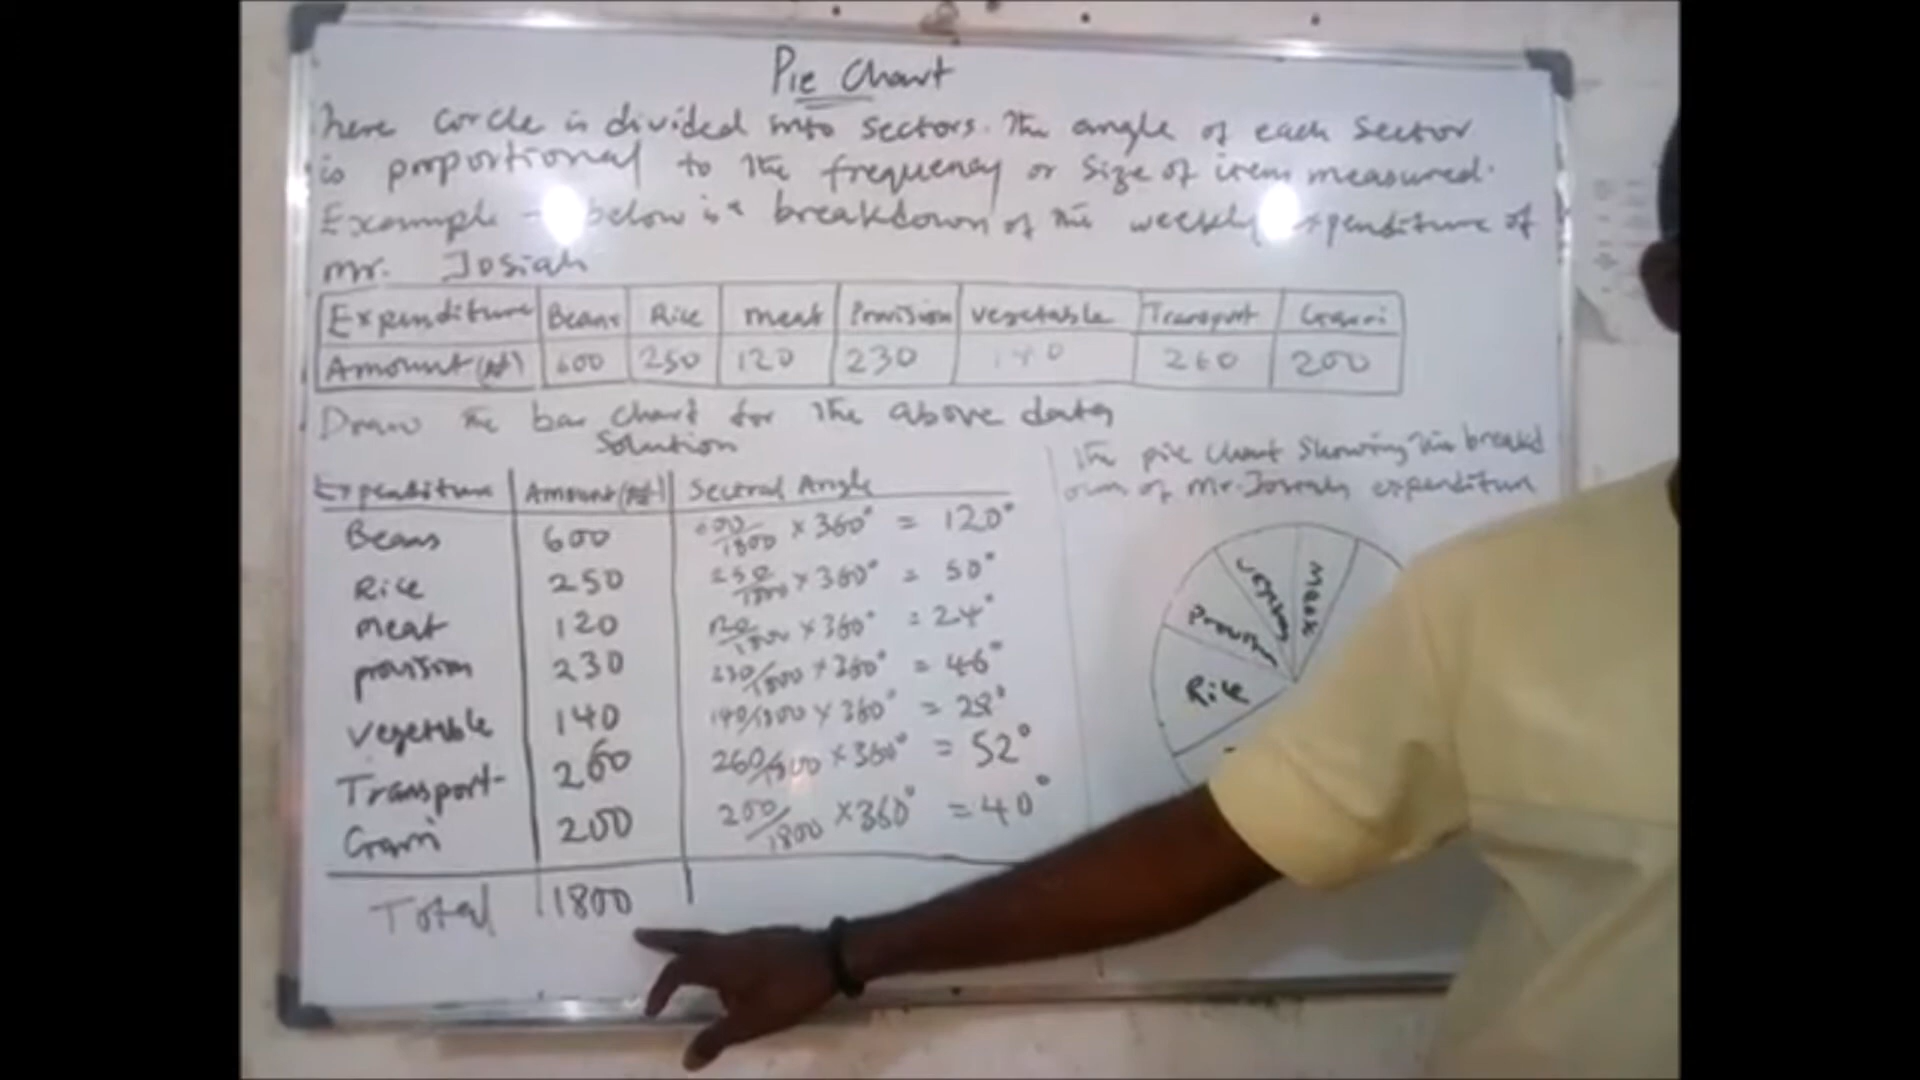 Pie Chart
here circle is divided into sectors. The angle of each sector
is proportional to the frequency or size of item measured.
Example - below is a breakdown of the weekly expenditure of
Mr. Josiah
Expenditure Beans Rice meat Provision vegetable Transport Garri
Amount (₦) 600 250 120 230 140 260 200
Draw the bar chart for the above data
Solution
Expenditure Amount (₦) Sectral Angle
Beans 600 600/1800 × 360° = 120°
Rice 250 250/1800 × 360° = 50°
meat 120 120/1800 × 360° = 24°
provision 230 230/1800 × 360° = 46°
vegetable 140 140/1800 × 360° = 28°
Transport 260 260/1800 × 360° = 52°
Garri 200 200/1800 × 360° = 40°
Total 1800
The pie chart showing the breakd
own of Mr. Josiah expenditure
Meat
Provision
Rice